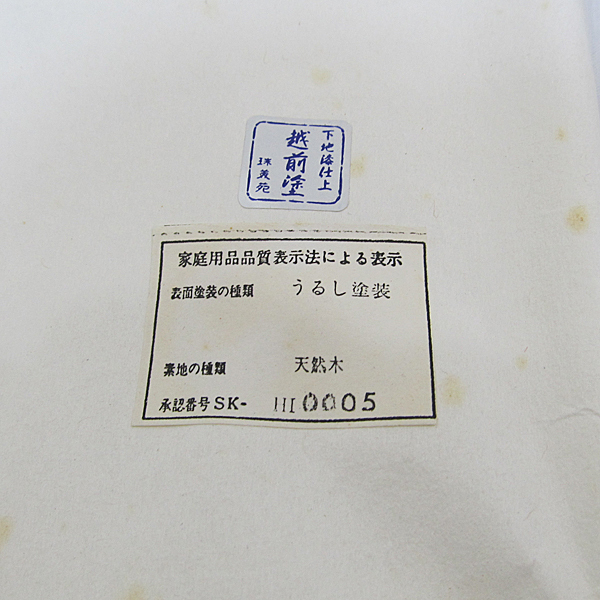 下地漆仕上
越前塗
珠美苑
家庭用品品質表示法による表示
表面塗装の種類 うるし塗装
素地の種類 天然木
承認番号SK- III0005